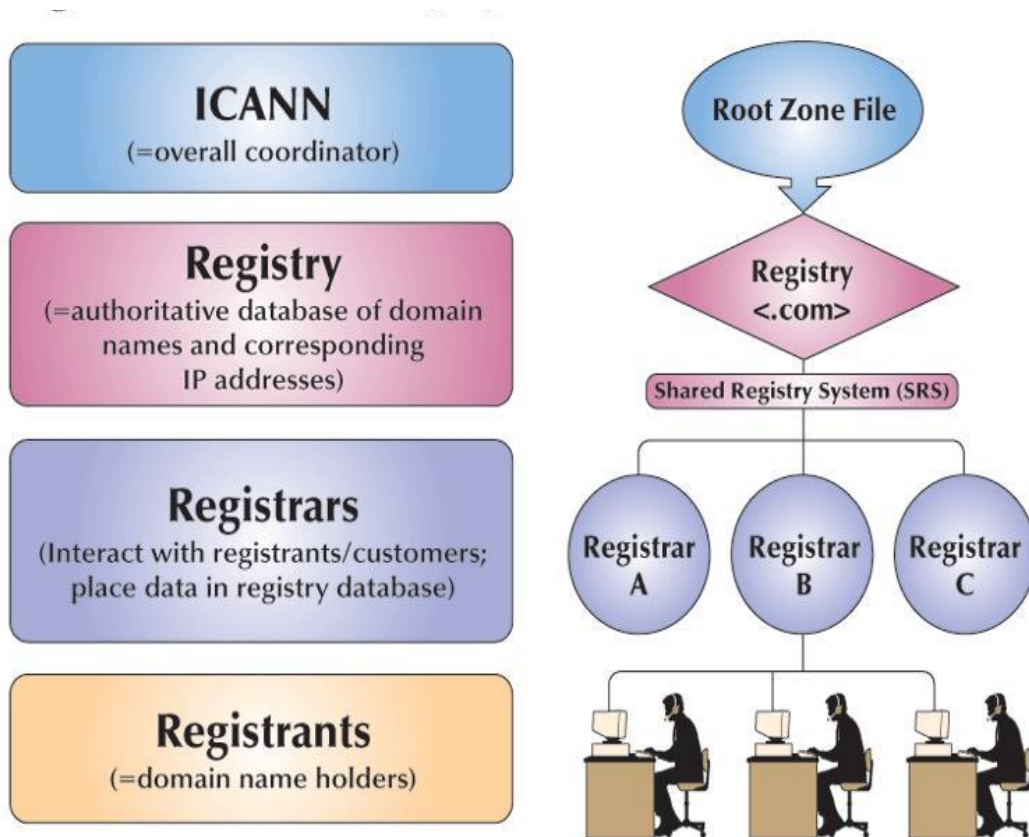 ICANN
(=overall coordinator)
Registry
(=authoritative database of domain
names and corresponding
IP addresses)
Registrars
(Interact with registrants/customers;
place data in registry database)
Registrants
(=domain name holders)
Root Zone File
Registry
<.com>
Shared Registry System (SRS)
Registrar
A
Registrar
B
Registrar
C